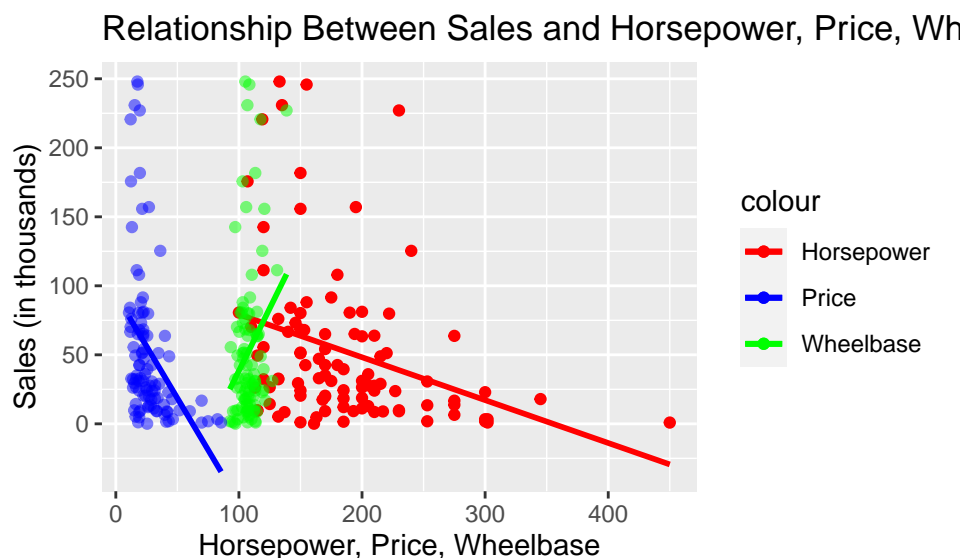 Relationship Between Sales and Horsepower, Price, Wh
250
200
150
100
50
0
Sales (in thousands)
0 100 200 300 400
Horsepower, Price, Wheelbase
colour
Horsepower
Price
Wheelbase